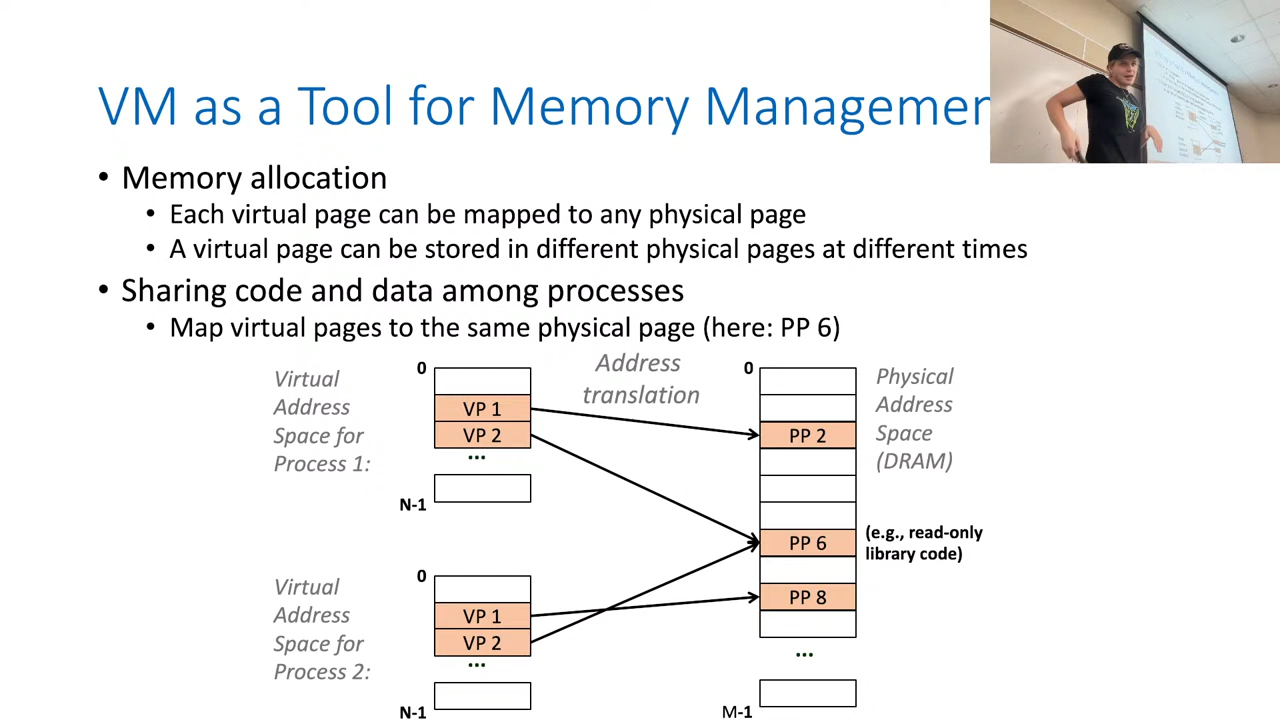 VM as a Tool for Memory Managemen
• Memory allocation
• Each virtual page can be mapped to any physical page
• A virtual page can be stored in different physical pages at different times
• Sharing code and data among processes
• Map virtual pages to the same physical page (here: PP 6)
Virtual
Address
Space for
Process 1:
0
VP 1
VP 2
...
N-1
Address
translation
0
PP 2
PP 6
PP 8
...
M-1
Physical
Address
Space
(DRAM)
(e.g., read-only
library code)
Virtual
Address
Space for
Process 2:
0
VP 1
VP 2
...
N-1